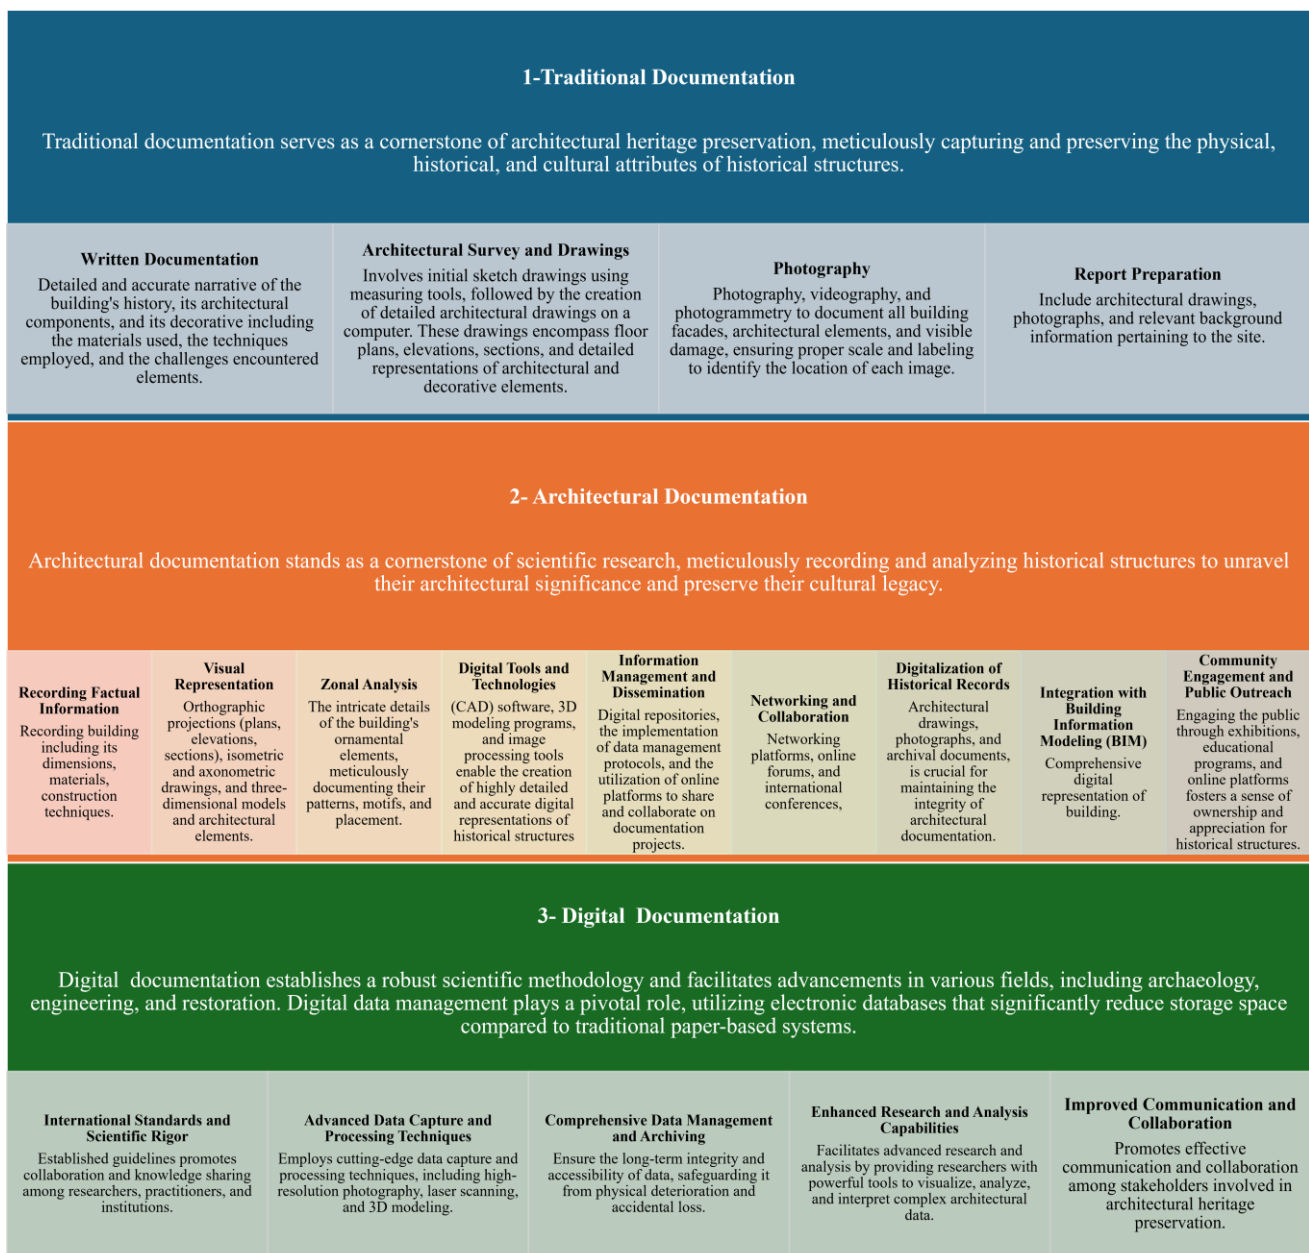 1-Traditional Documentation
Traditional documentation serves as a cornerstone of architectural heritage preservation, meticulously capturing and preserving the physical,
historical, and cultural attributes of historical structures.
Written Documentation
Detailed and accurate narrative of the
building's history, its architectural
components, and its decorative including
the materials used, the techniques
employed, and the challenges encountered
elements.
Architectural Survey and Drawings
Involves initial sketch drawings using
measuring tools, followed by the creation
of detailed architectural drawings on a
computer. These drawings encompass floor
plans, elevations, sections, and detailed
representations of architectural and
decorative elements.
Photography
Photography, videography, and
photogrammetry to document all building
facades, architectural elements, and visible
damage, ensuring proper scale and labeling
to identify the location of each image.
Report Preparation
Include architectural drawings,
photographs, and relevant background
information pertaining to the site.
2- Architectural Documentation
Architectural documentation stands as a cornerstone of scientific research, meticulously recording and analyzing historical structures to unravel
their architectural significance and preserve their cultural legacy.
Recording Factual
Information
Recording building
including its
dimensions,
materials,
construction
techniques.
Visual
Representation
Orthographic
projections (plans,
elevations,
sections), isometric
and axonometric
drawings, and three-
dimensional models
and architectural
elements.
Zonal Analysis
The intricate details
of the building's
ornamental
elements,
meticulously
documenting their
patterns, motifs, and
placement.
Digital Tools and
Technologies
(CAD) software, 3D
modeling programs,
and image
processing tools
enable the creation
of highly detailed
and accurate digital
representations of
historical structures
Information
Management and
Dissemination
Digital repositories,
the implementation
of data management
protocols, and the
utilization of online
platforms to share
and collaborate on
documentation
projects.
Networking and
Collaboration
Networking
platforms, online
forums, and
international
conferences,
Digitalization of
Historical Records
Architectural
drawings,
photographs, and
archival documents,
is crucial for
maintaining the
integrity of
architectural
documentation.
Integration with
Building
Information
Modeling (BIM)
Comprehensive
digital
representation of
building.
Community
Engagement and
Public Outreach
Engaging the public
through exhibitions,
educational
programs, and
online platforms
fosters a sense of
ownership and
appreciation for
historical structures.
3- Digital  Documentation
Digital  documentation establishes a robust scientific methodology and facilitates advancements in various fields, including archaeology,
engineering, and restoration. Digital data management plays a pivotal role, utilizing electronic databases that significantly reduce storage space
compared to traditional paper-based systems.
International Standards and
Scientific Rigor
Established guidelines promotes
collaboration and knowledge sharing
among researchers, practitioners, and
institutions.
Advanced Data Capture and
Processing Techniques
Employs cutting-edge data capture and
processing techniques, including high-
resolution photography, laser scanning,
and 3D modeling.
Comprehensive Data Management
and Archiving
Ensure the long-term integrity and
accessibility of data, safeguarding it
from physical deterioration and
accidental loss.
Enhanced Research and Analysis
Capabilities
Facilitates advanced research and
analysis by providing researchers with
powerful tools to visualize, analyze,
and interpret complex architectural
data.
Improved Communication and
Collaboration
Promotes effective
communication and collaboration
among stakeholders involved in
architectural heritage
preservation.